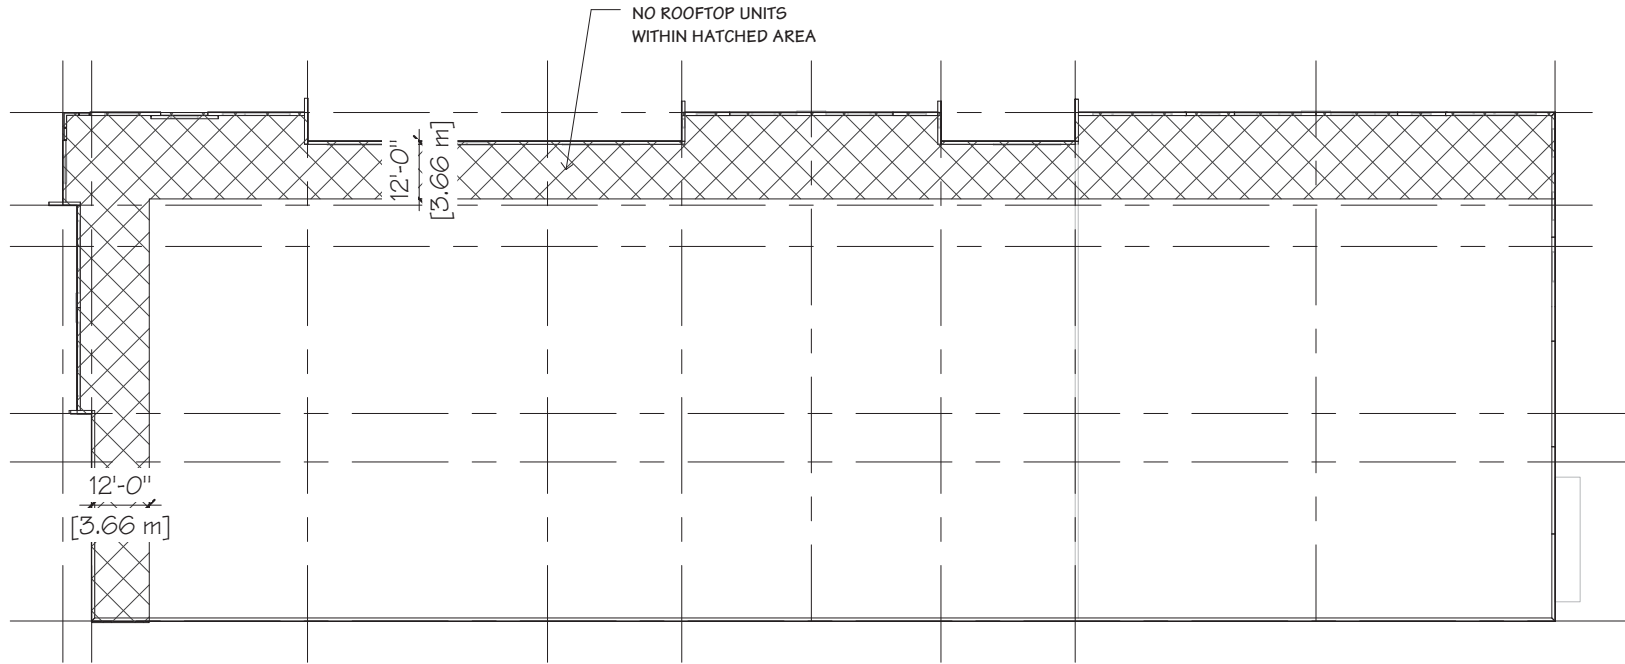 NO ROOFTOP UNITS
WITHIN HATCHED AREA
12'-0"
[3.66 m]
12'-0"
[3.66 m]